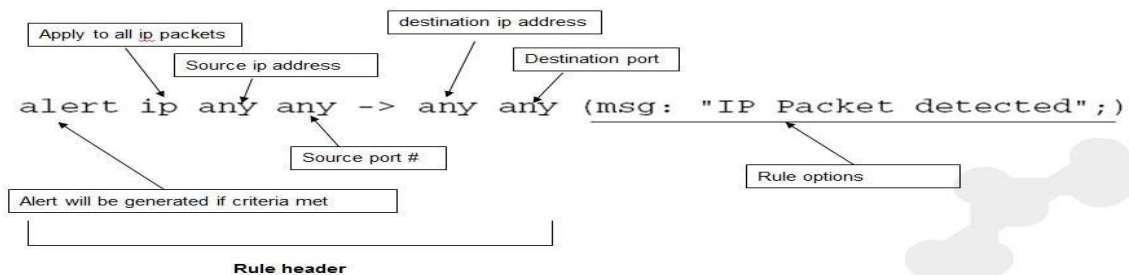 destination ip address
Apply to all ip packets
Source ip address
Destination port
alert ip any any -> any any (msg: "IP Packet detected";)
Source port #
Rule options
Alert will be generated if criteria met
Rule header